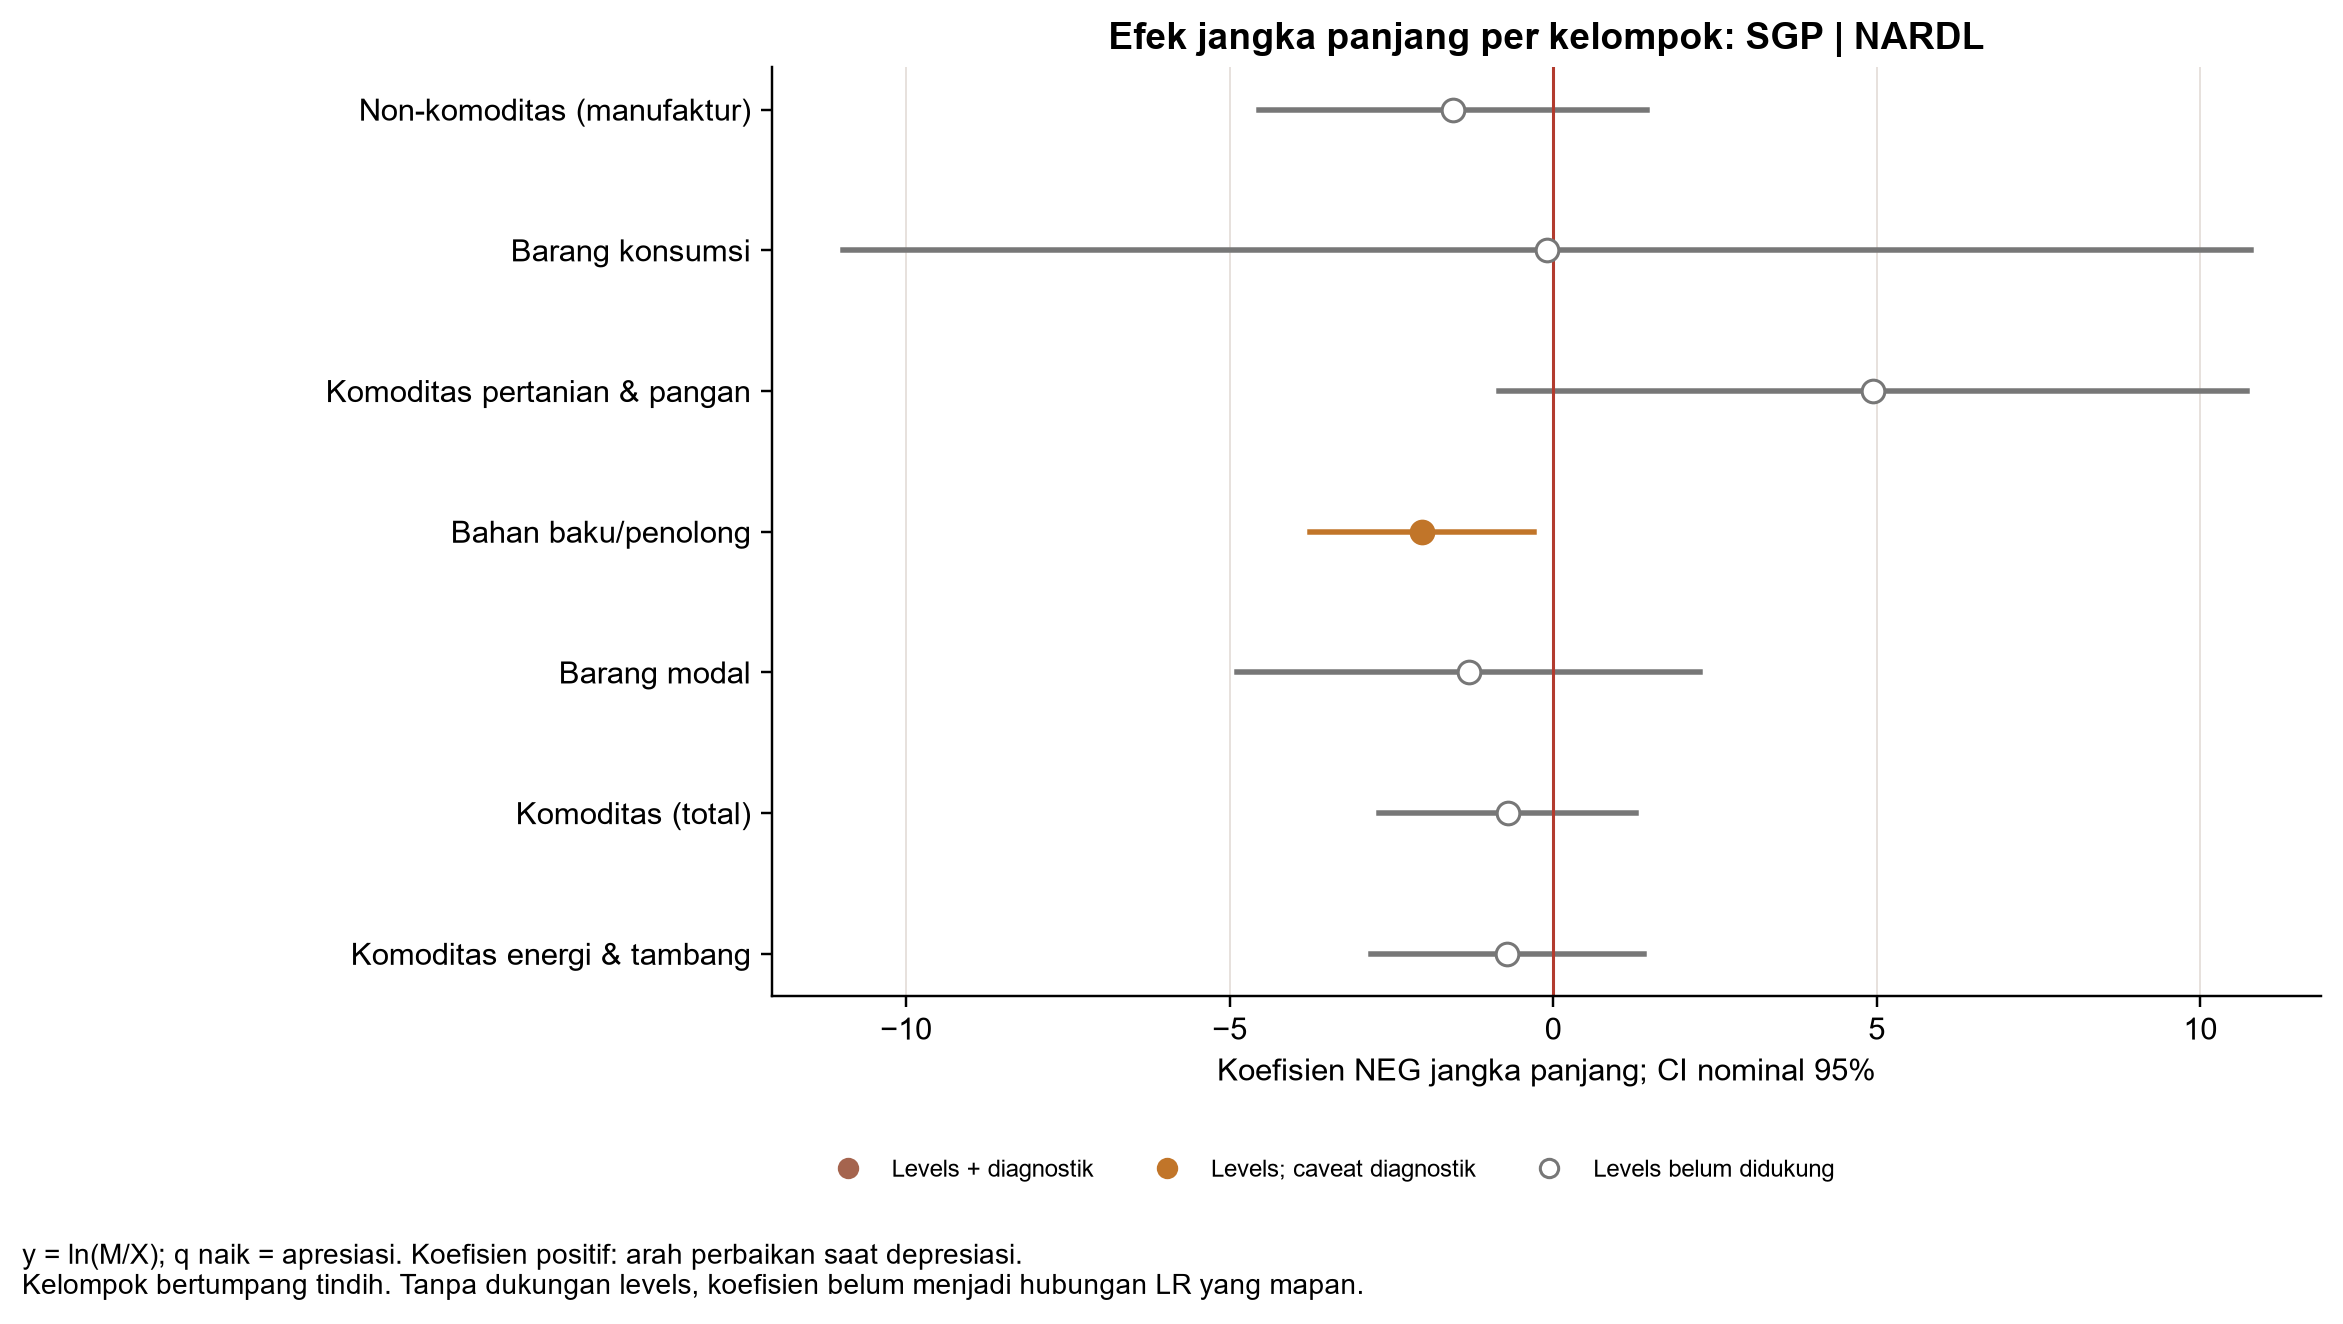 Efek jangka panjang per kelompok: SGP | NARDL
Non-komoditas (manufaktur)
Barang konsumsi
Komoditas pertanian & pangan
Bahan baku/penolong
Barang modal
Komoditas (total)
Komoditas energi & tambang
−10 −5 0 5 10
Koefisien NEG jangka panjang; CI nominal 95%
Levels + diagnostik Levels; caveat diagnostik Levels belum didukung
y = ln(M/X); q naik = apresiasi. Koefisien positif: arah perbaikan saat depresiasi.
Kelompok bertumpang tindih. Tanpa dukungan levels, koefisien belum menjadi hubungan LR yang mapan.